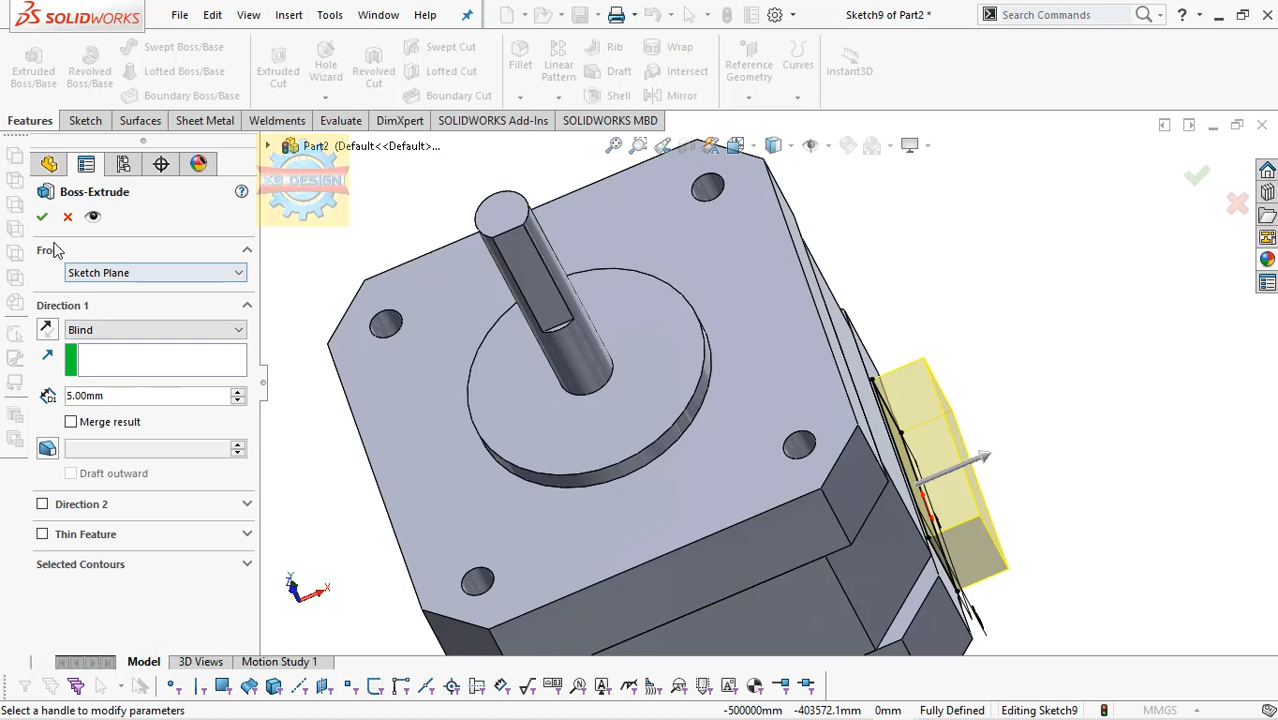 SOLIDWORKS
File
Edit
View
Insert
Tools
Window
Help
Sketch9 of Part2 *
Search Commands
?
Extruded Boss/Base
Revolved Boss/Base
Swept Boss/Base
Lofted Boss/Base
Boundary Boss/Base
Extruded Cut
Hole Wizard
Revolved Cut
Swept Cut
Lofted Cut
Boundary Cut
Fillet
Linear Pattern
Rib
Draft
Shell
Wrap
Intersect
Mirror
Reference Geometry
Curves
Instant3D
Features
Sketch
Surfaces
Sheet Metal
Weldments
Evaluate
DimXpert
SOLIDWORKS Add-Ins
SOLIDWORKS MBD
Part2 (Default<<Default>...
Boss-Extrude
Sketch Plane
Direction 1
Blind
5.00mm
Merge result
Draft outward
Direction 2
Thin Feature
Selected Contours
Y
Z
X
Model
3D Views
Motion Study 1
Select a handle to modify parameters
-500000mm
-403572.1mm
0mm
Fully Defined
Editing Sketch9
MMGS